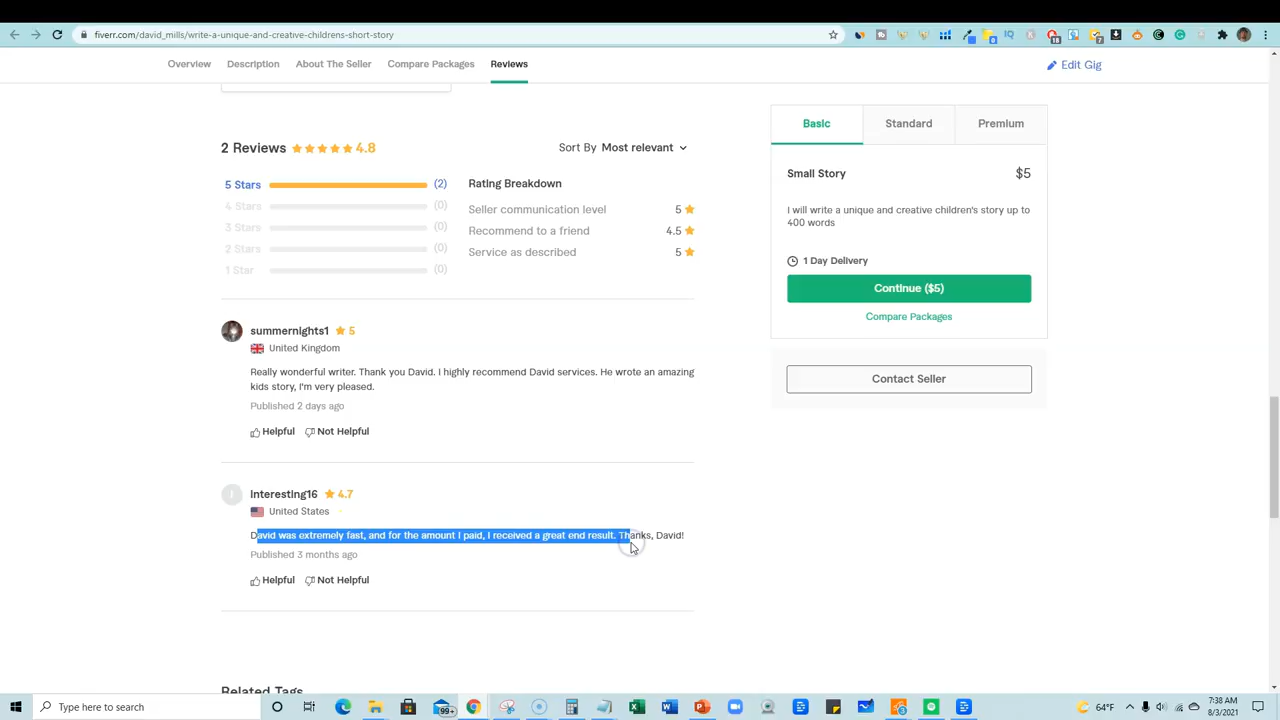 fiverr.com/david_mills/write-a-unique-and-creative-childrens-short-story
Overview Description About The Seller Compare Packages Reviews Edit Gig
2 Reviews 4.8 Sort By Most relevant
5 Stars (2)
4 Stars (0)
3 Stars (0)
2 Stars (0)
1 Star (0)
Rating Breakdown
Seller communication level 5
Recommend to a friend 4.5
Service as described 5
summernights1 5
United Kingdom
Really wonderful writer. Thank you David. I highly recommend David services. He wrote an amazing
kids story, I'm very pleased.
Published 2 days ago
Helpful Not Helpful
J
interesting16 4.7
United States
David was extremely fast, and for the amount I paid, I received a great end result. Thanks, David!
Published 3 months ago
Helpful Not Helpful
Related Tags
Basic Standard Premium
Small Story $5
I will write a unique and creative children's story up to
400 words
1 Day Delivery
Continue ($5)
Compare Packages
Contact Seller
Type here to search
99+
64°F
7:38 AM
8/3/2021